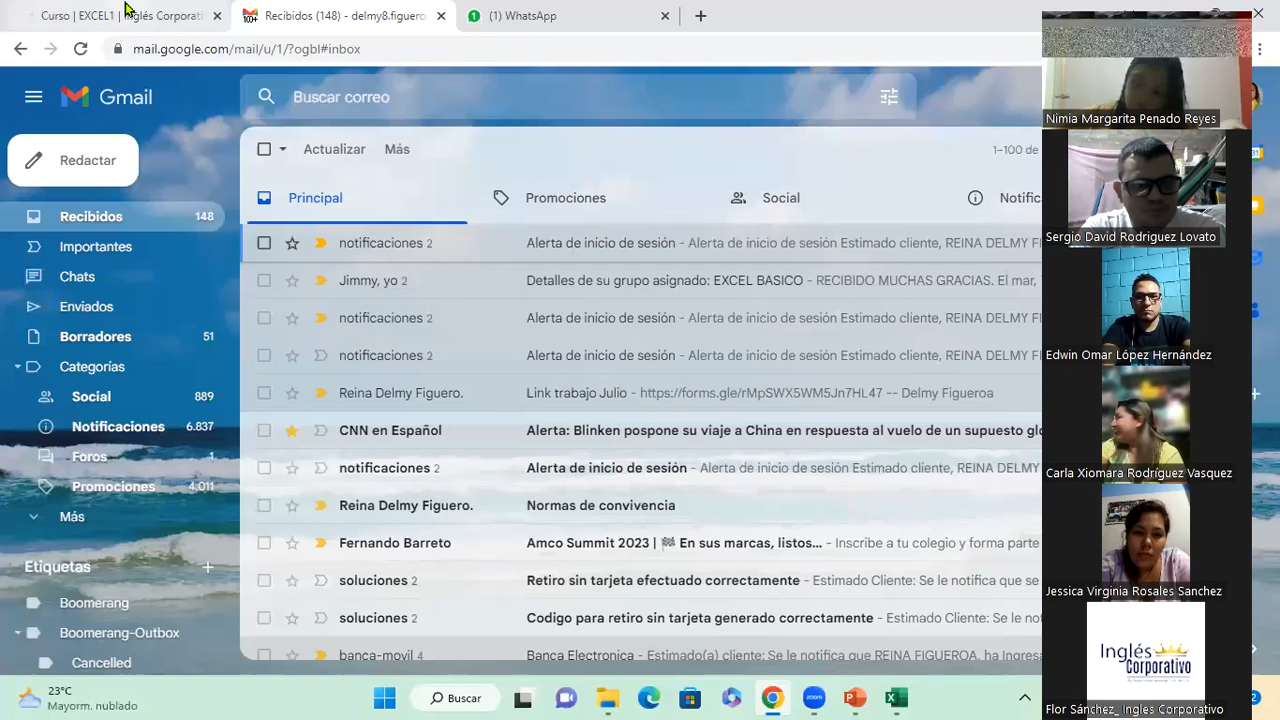 (1) EXCEL1 | Inglés Corporati
Recibidos (148)
(1) WhatsApp
mail.google.com/mail/u/1/?ogbl#inbox
Gmail
Buscar correo
Redactar
Actualizar
1–100 de
Principal
Promociones
Social
Recibidos 148
Importantes
Chats
Enviados
Borradores 51
Categorías
Social 889
Notificaciones 6.837
Foros 1
Promociones 4.011
Más
Etiquetas
Boomerang
Boomerang-Outbox
Cancelled
notificaciones 2 Alerta de inicio de sesión - Alerta de inicio de sesión Estimado cliente, REINA DELMY FI
Jimmy, yo 2 Detalles de su grupo asignado: EXCEL BASICO - RECIBIDO MUCHAS GRACIAS. El mar,
notificaciones 2 Alerta de inicio de sesión - Alerta de inicio de sesión Estimado cliente, REINA DELMY FI
notificaciones 2 Alerta de inicio de sesión - Alerta de inicio de sesión Estimado cliente, REINA DELMY FI
Reina Delmy Figuero. Link trabajo Julio - https://forms.gle/rMpSWX5WM5Jn7HL47 -- Delmy Figueroa
CNN en Español Alerta: Blinken pospone su viaje a China en respuesta al vuelo de un supuesto glo
notificaciones 2 Alerta de inicio de sesión - Alerta de inicio de sesión Estimado cliente, REINA DELM
Reina Delmy Figuero. Normas de convivencia
Fernando Barreto Amco Summit 2023 | 🏁 En sus marcas, listos... - Inscribe a tu colegio y forma parte
soluciones 2 Retiro sin tarjeta efectuado correctamente - Estimado Cliente: Se le notifica que se
soluciones 2 Codigo para retiro sin tarjeta generado correctamente - Estimado Cliente: Se le not
banca-movil 4 Banca Electronica - Estimado(a) cliente: Se le notifica que REINA FIGUEROA, ha Ingres
23°C
Mayorm. nublado
Buscar
zoom
Nimia Margarita Penado Reyes
Sergio David Rodriguez Lovato
Edwin Omar López Hernández
Carla Xiomara Rodríguez Vasquez
Jessica Virginia Rosales Sanchez
Inglés
Corporativo
Flor Sánchez_ Ingles Corporativo